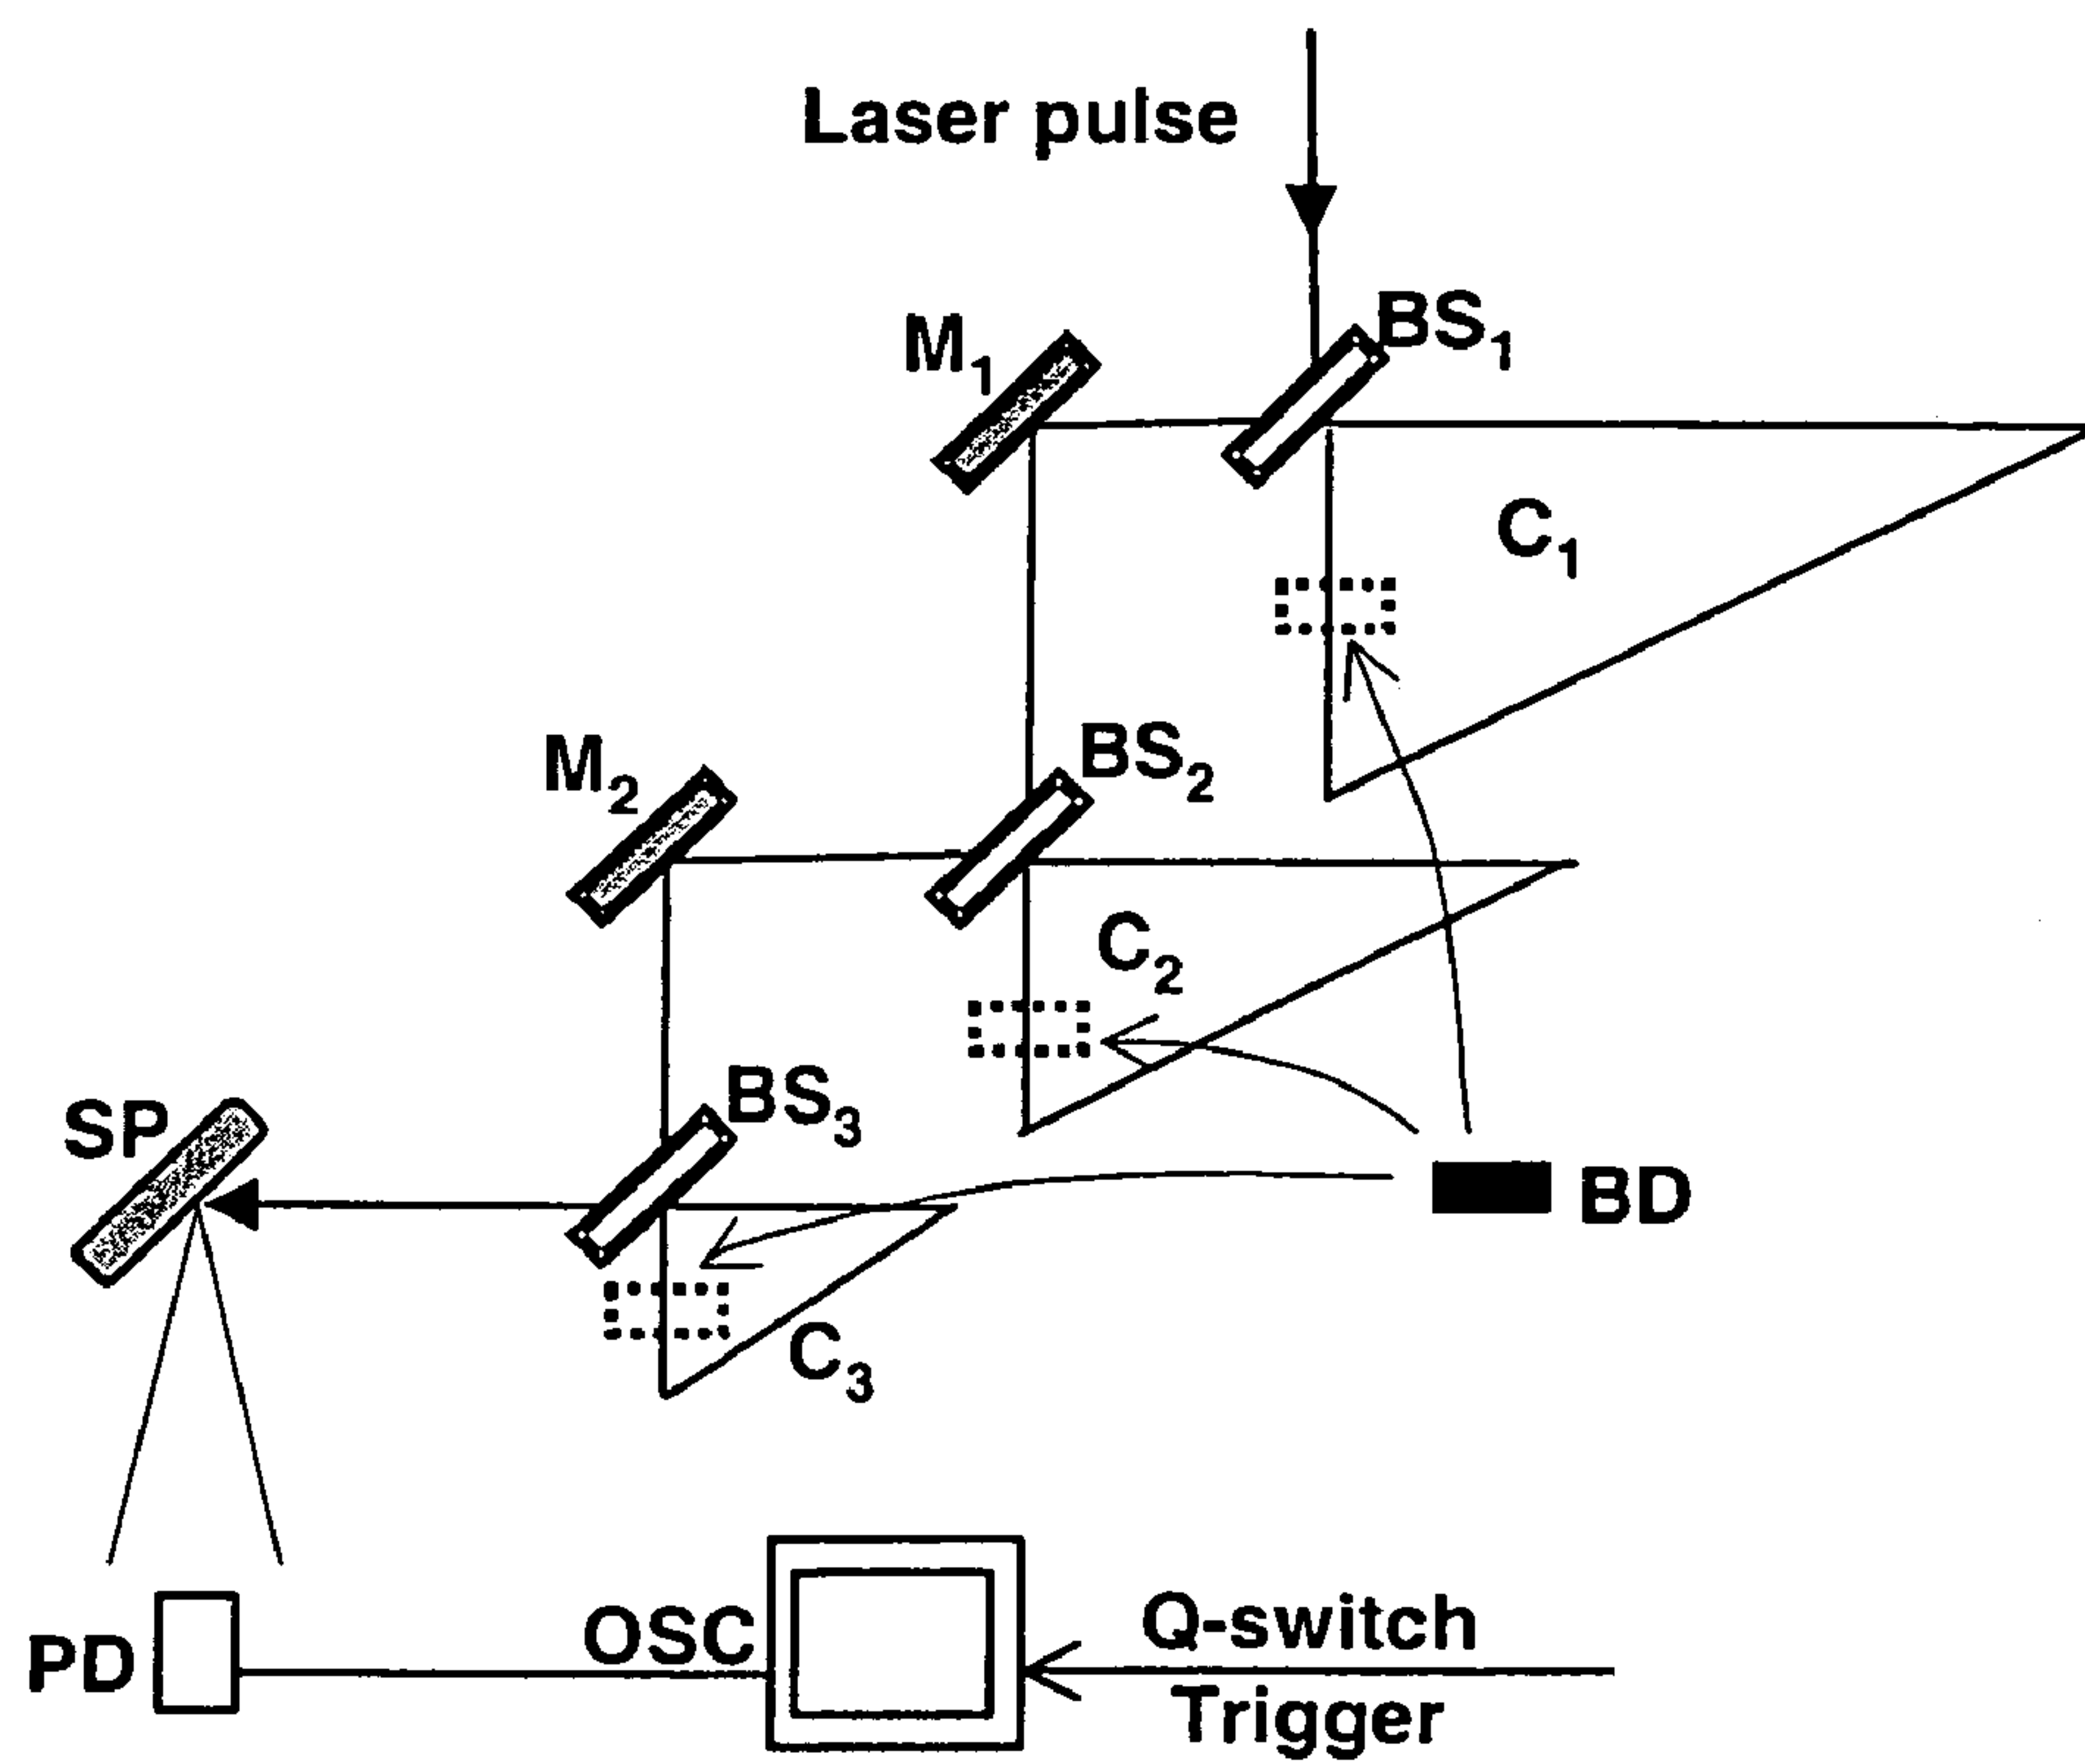 Laser pulse
M1
BS1
C1
M2
BS2
C2
SP
BS3
BD
C3
PD
OSC
Q-switch
Trigger